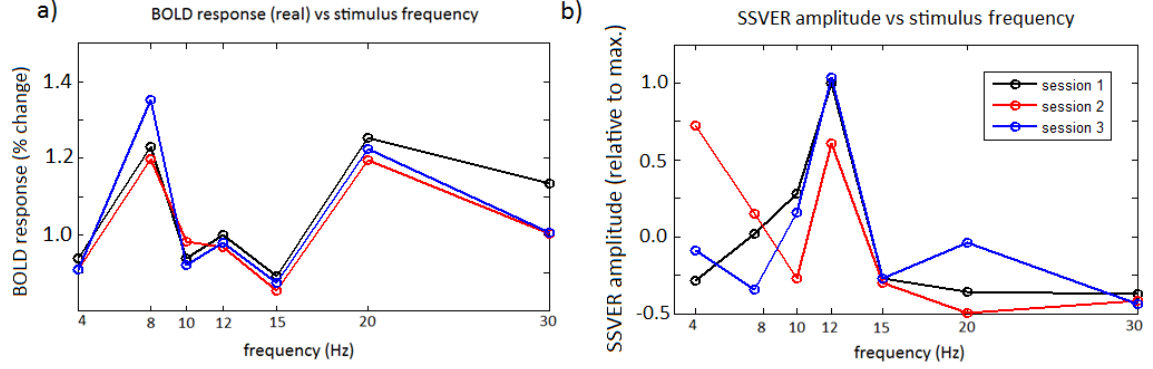 a)
BOLD response (real) vs stimulus frequency
BOLD response (% change)
1.4
1.2
1.0
4 8 10 12 15 20 30
frequency (Hz)
b)
SSVER amplitude vs stimulus frequency
SSVER amplitude (relative to max.)
1.0
0.5
0.0
-0.5
session 1
session 2
session 3
4 8 10 12 15 20 30
frequency (Hz)